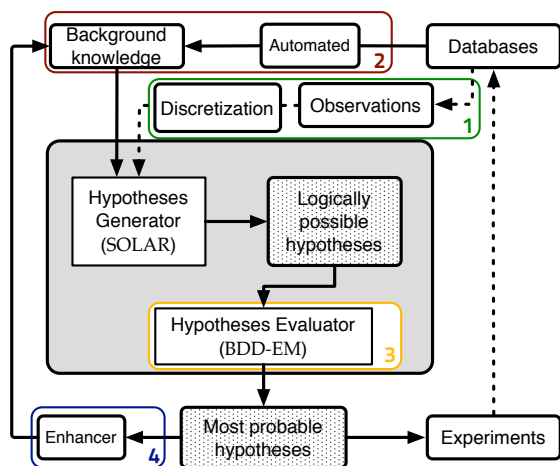 Background
knowledge
Automated
2
Databases
Discretization
Observations
1
Hypotheses
Generator
(SOLAR)
Logically
possible
hypotheses
Hypotheses Evaluator
(BDD-EM)
3
Enhancer
4
Most probable
hypotheses
Experiments